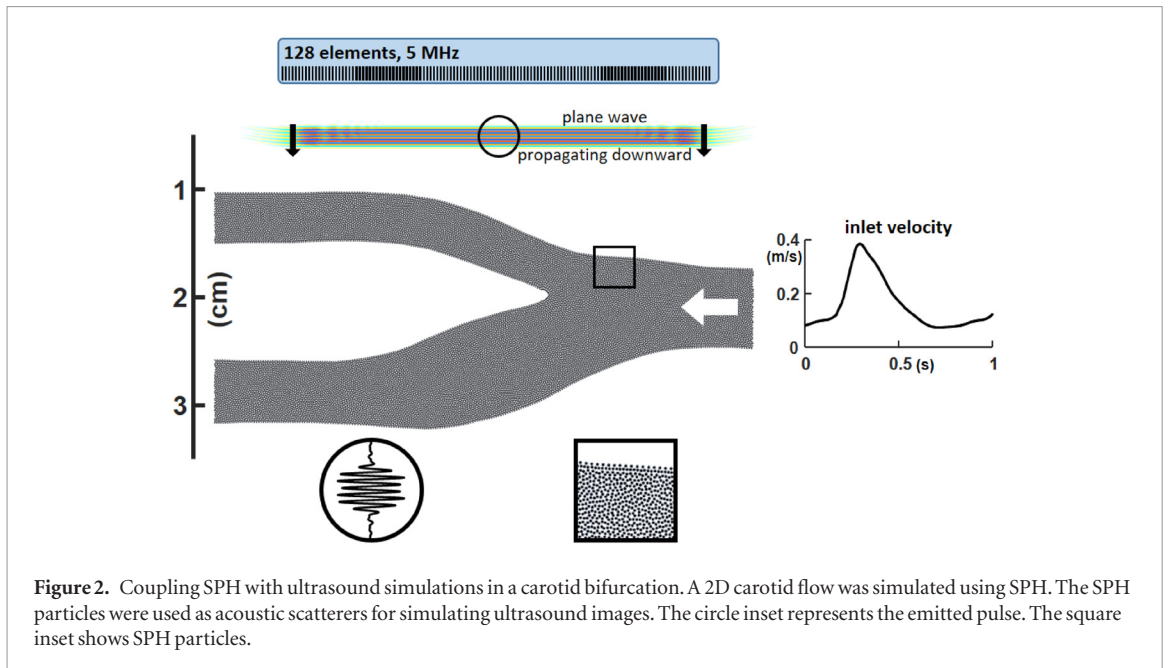 128 elements, 5 MHz
plane wave
propagating downward
1
2
3
(cm)
inlet velocity
0.4
(m/s)
0.2
0
0
0.5 (s)
1
Figure 2. Coupling SPH with ultrasound simulations in a carotid bifurcation. A 2D carotid flow was simulated using SPH. The SPH
particles were used as acoustic scatterers for simulating ultrasound images. The circle inset represents the emitted pulse. The square
inset shows SPH particles.